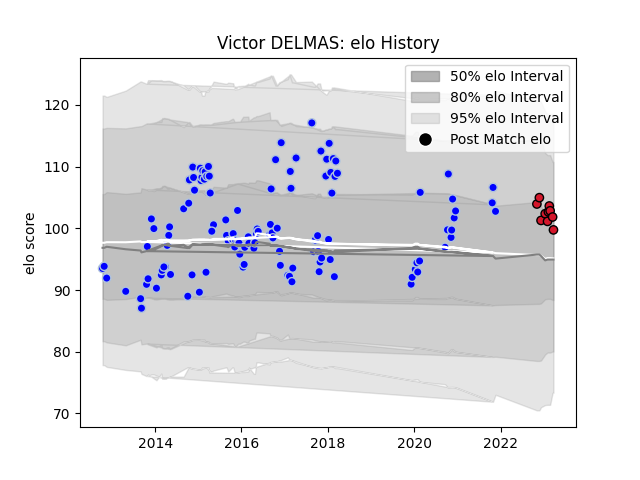 Victor DELMAS: elo History
50% elo Interval
80% elo Interval
95% elo Interval
Post Match elo
elo score
120
110
100
90
80
70
2014
2016
2018
2020
2022